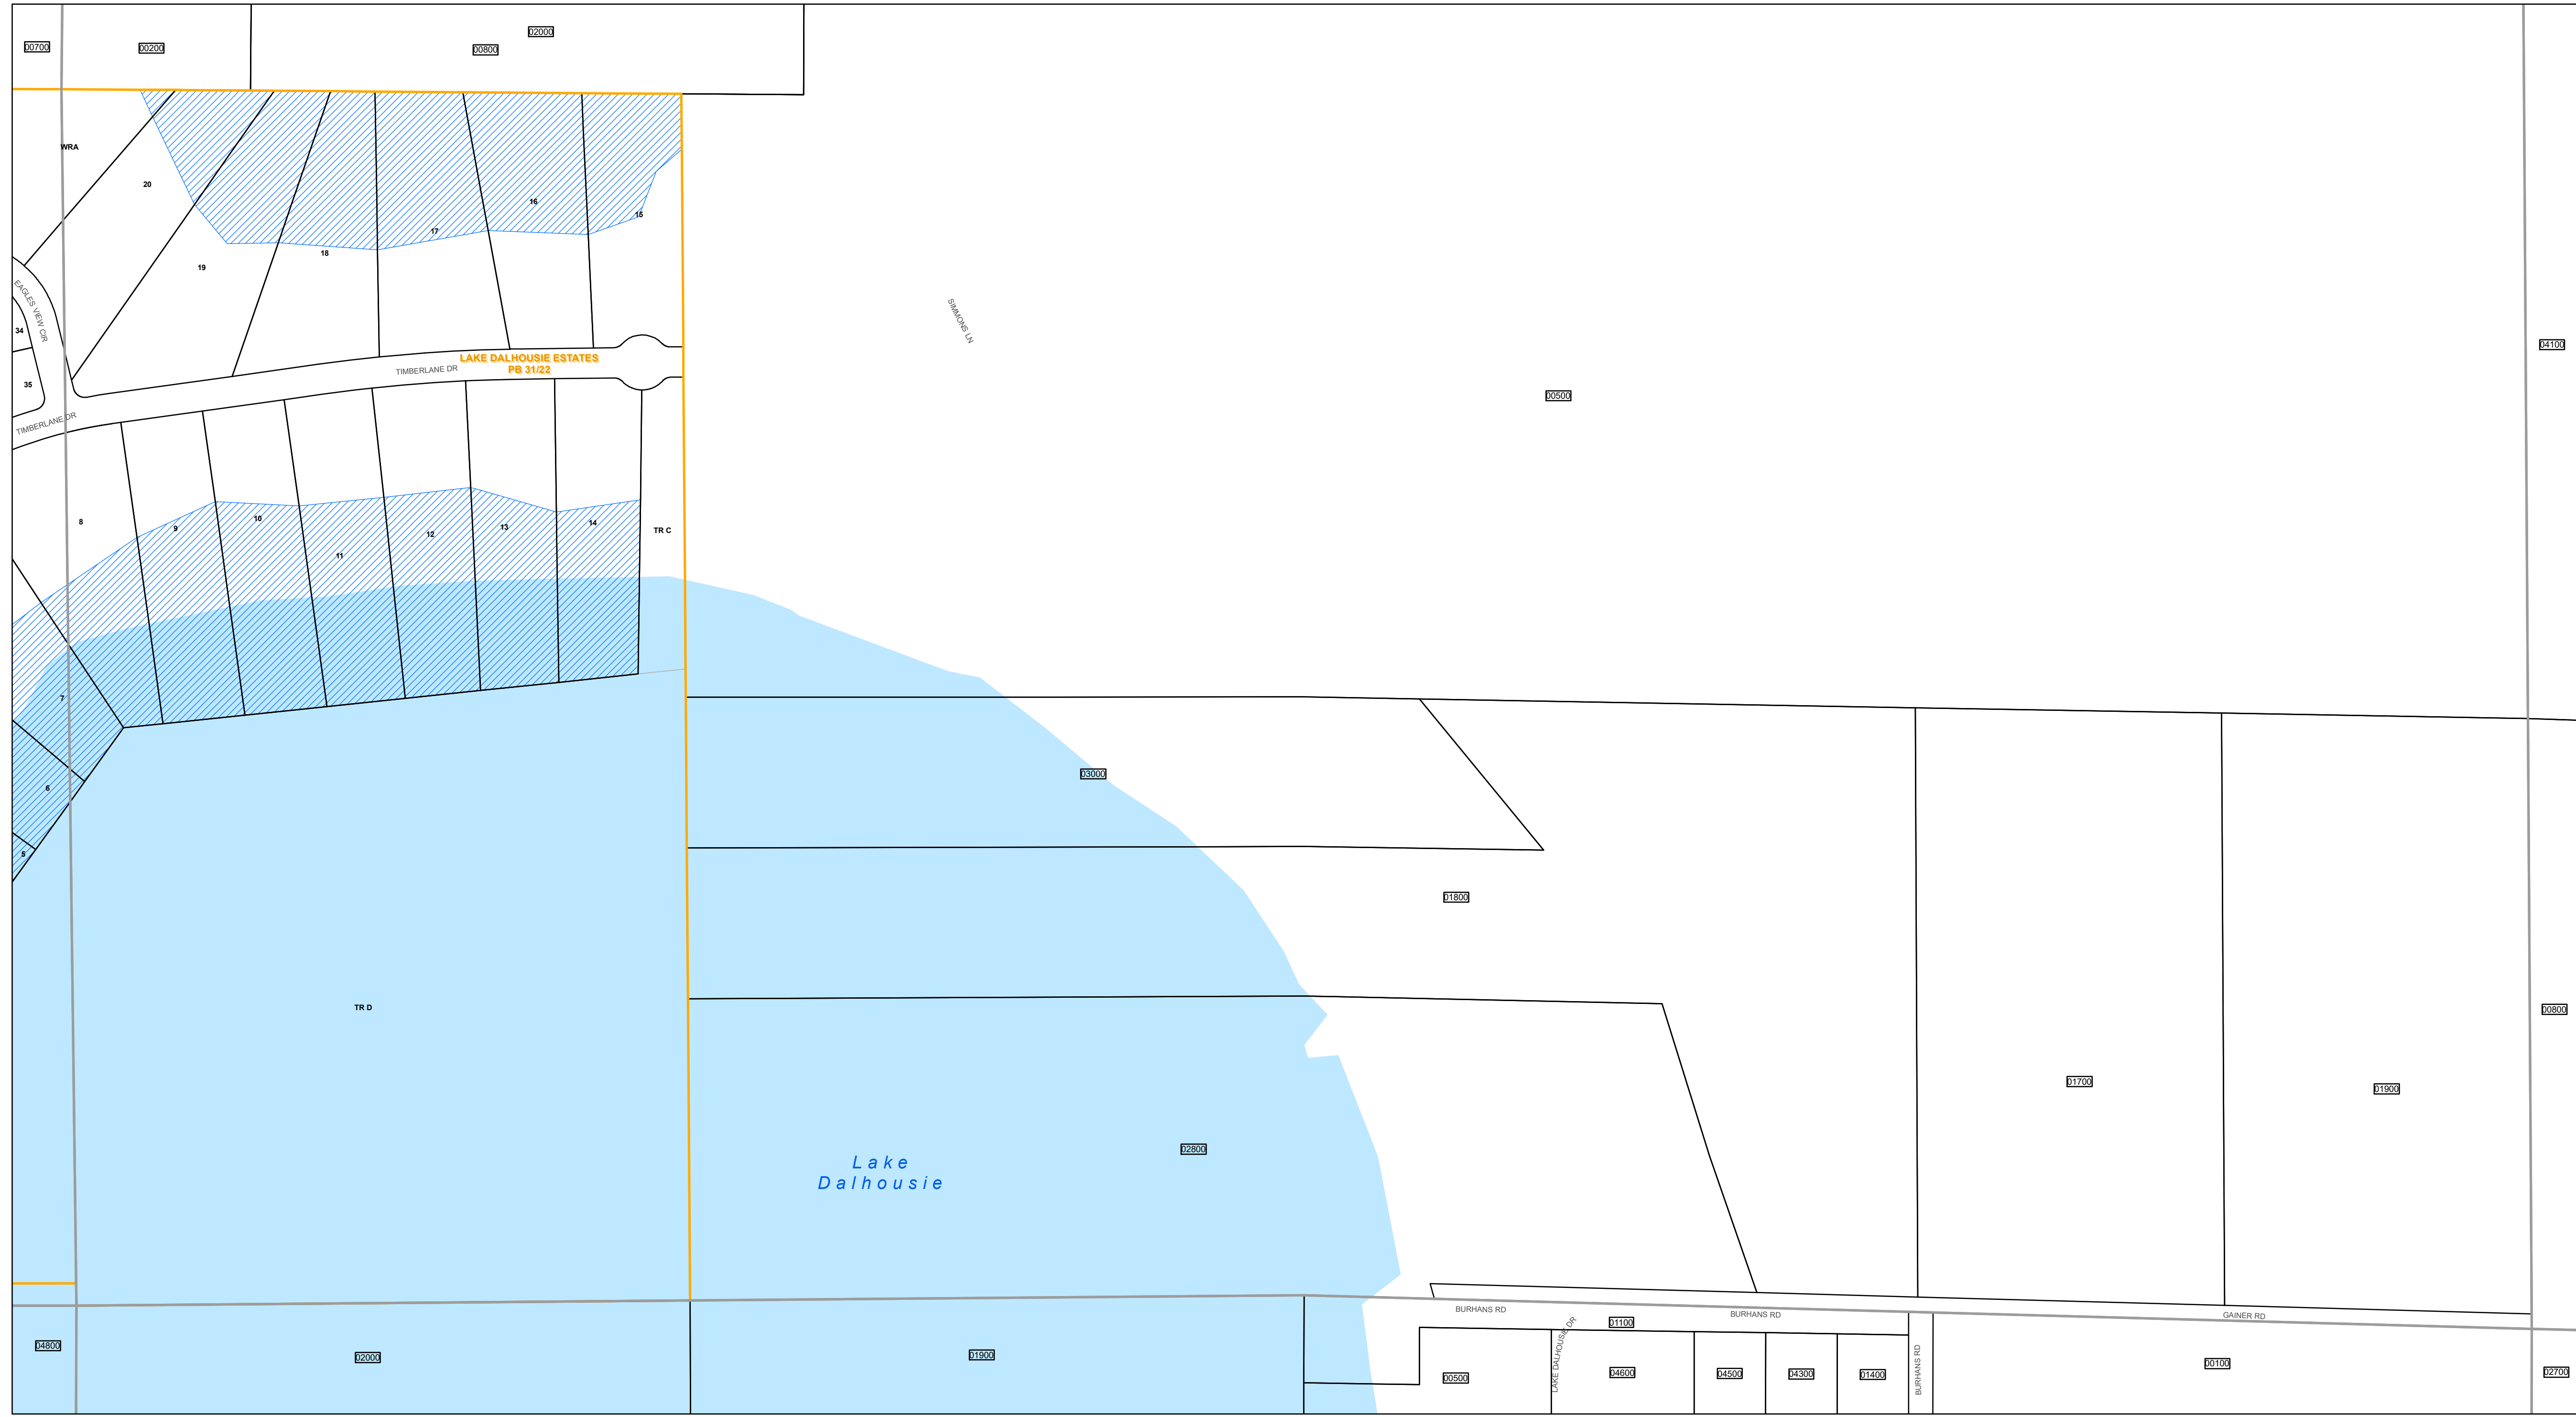 02000
00700
00200
00800
WRA
20
16
15
17
18
19
EAGLES VIEW CIR
SIMMONS LN
34
04100
LAKE DALHOUSIE ESTATES
PB 31/22
TIMBERLANE DR
35
00500
TIMBERLANE DR
8
9
10
11
12
13
14
TR C
7
6
5
03000
01800
TR D
00800
01700
01900
02800
Lake
Dalhousie
BURHANS RD
BURHANS RD
GAINER RD
01100
04800
02000
01900
LAKE DALHOUSIE DR
00500
04600
04500
04300
01400
BURHANS RD
00100
02700